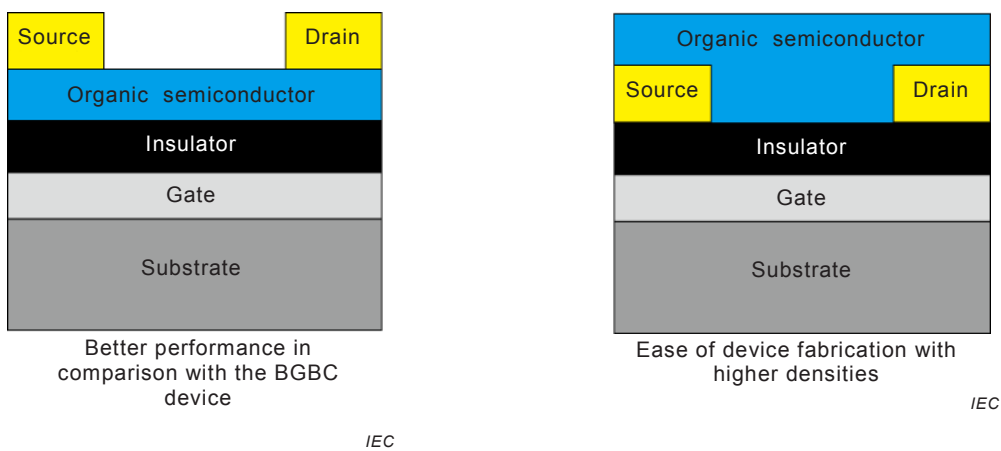 Source
Drain
Organic semiconductor
Insulator
Gate
Substrate
Better performance in
comparison with the BGBC
device
IEC
Organic semiconductor
Source
Drain
Insulator
Gate
Substrate
Ease of device fabrication with
higher densities
IEC